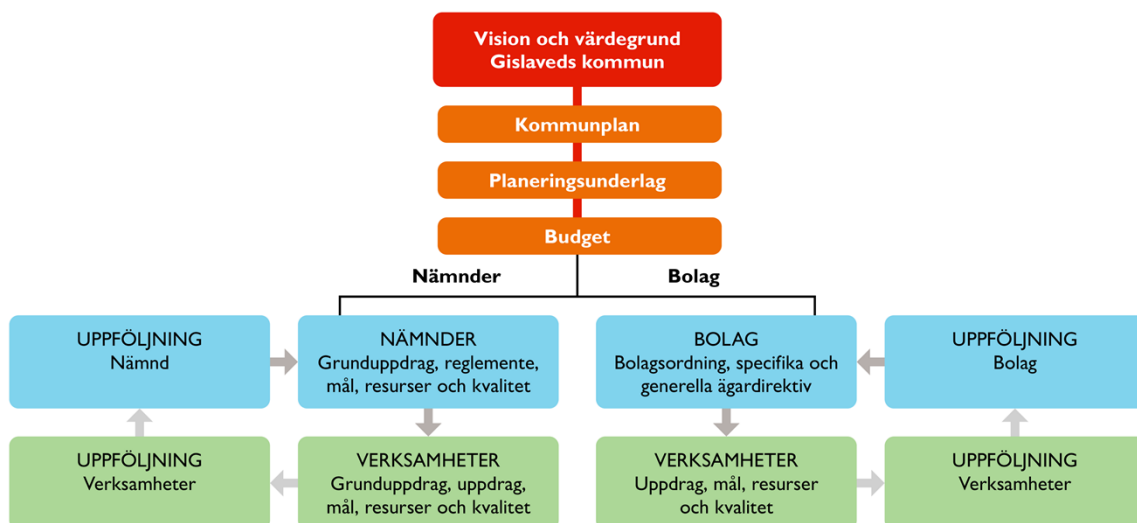 Vision och värdegrund
Gislaveds kommun
Kommunplan
Planeringsunderlag
Budget
Nämnder
Bolag
UPPFÖLJNING
Nämnd
NÄMNDER
Grunduppdrag, reglemente,
mål, resurser och kvalitet
BOLAG
Bolagsordning, specifika och
generella ägardirektiv
UPPFÖLJNING
Bolag
UPPFÖLJNING
Verksamheter
VERKSAMHETER
Grunduppdrag, uppdrag,
mål, resurser och kvalitet
VERKSAMHETER
Uppdrag, mål, resurser
och kvalitet
UPPFÖLJNING
Verksamheter